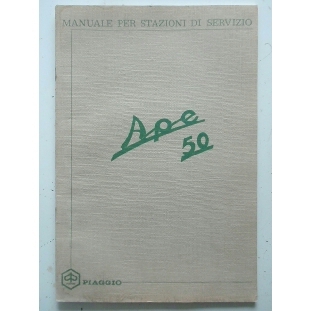 MANUALE PER STAZIONI DI SERVIZIO
Ape
50
PIAGGIO